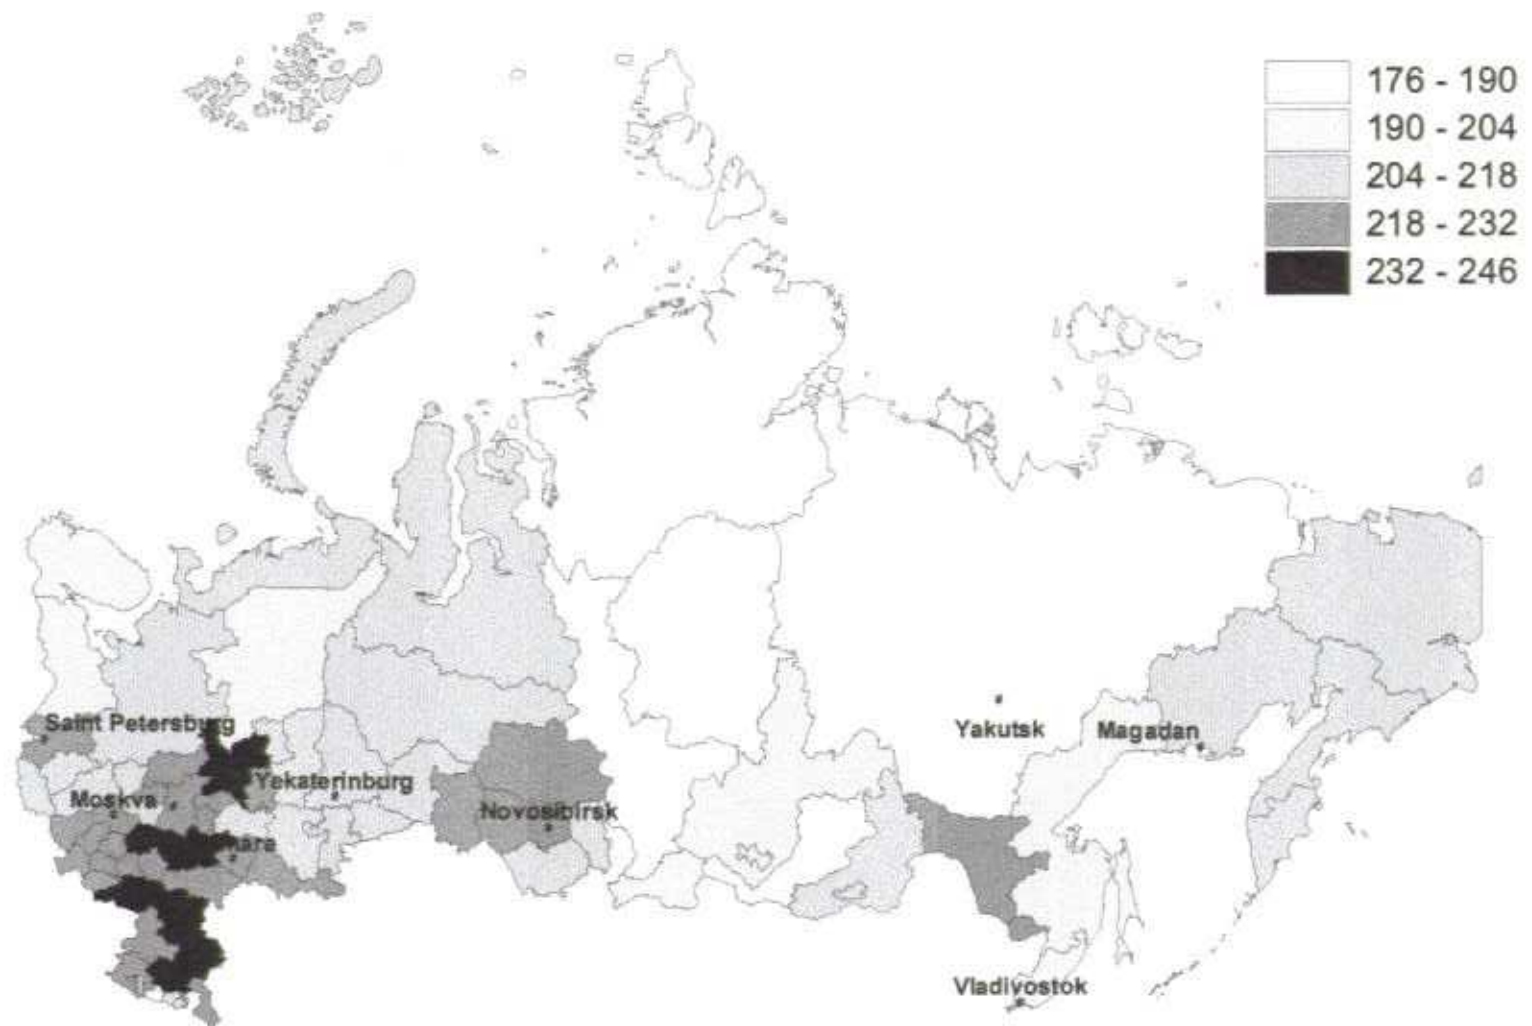 176 - 190
190 - 204
204 - 218
218 - 232
232 - 246
Saint Petersburg
Yakutsk
Magadan
Yekaterinburg
Moskva
Novosibirsk
Vladivostok